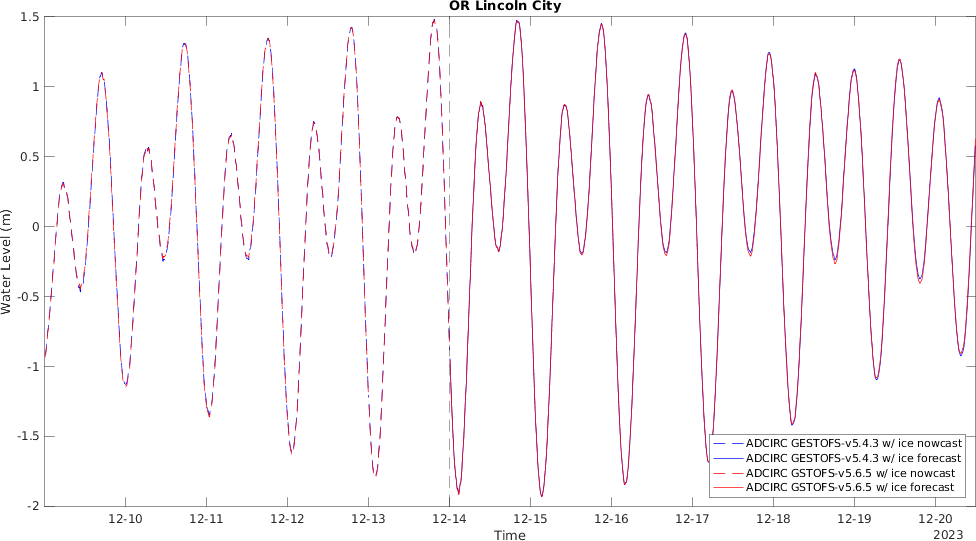 OR Lincoln City
1.5
1
0.5
0
-0.5
-1
-1.5
-2
Water Level (m)
12-10
12-11
12-12
12-13
12-14
12-15
12-16
12-17
12-18
12-19
12-20
Time
2023
ADCIRC GESTOFS-v5.4.3 w/ ice nowcast
ADCIRC GESTOFS-v5.4.3 w/ ice forecast
ADCIRC GSTOFS-v5.6.5 w/ ice nowcast
ADCIRC GSTOFS-v5.6.5 w/ ice forecast